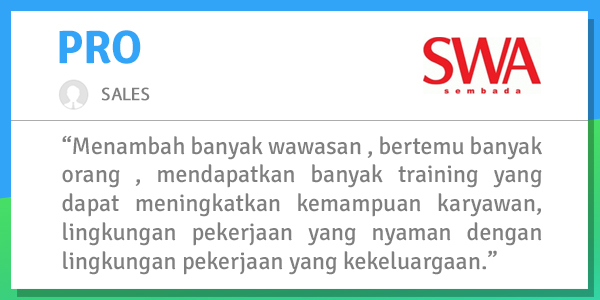 PRO
SWA
sembada
SALES
“Menambah banyak wawasan , bertemu banyak
orang , mendapatkan banyak training yang
dapat meningkatkan kemampuan karyawan,
lingkungan pekerjaan yang nyaman dengan
lingkungan pekerjaan yang kekeluargaan.”